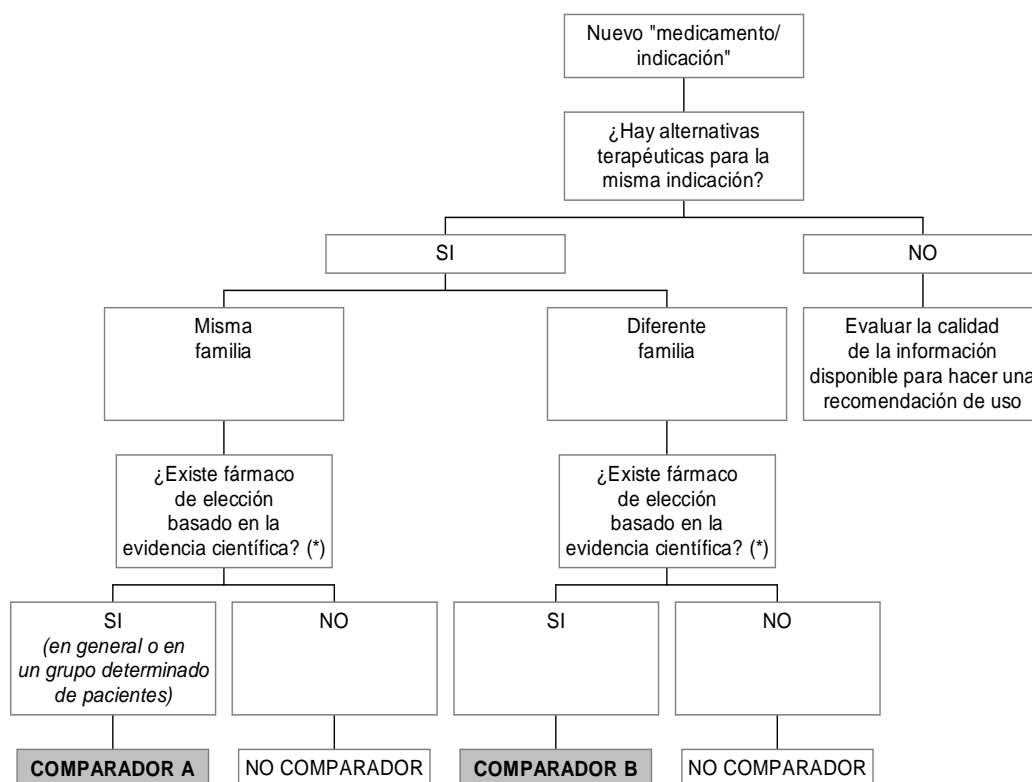 Nuevo "medicamento/
indicación"
¿Hay alternativas
terapéuticas para la
misma indicación?
SI
NO
Misma
familia
Diferente
familia
Evaluar la calidad
de la información
disponible para hacer una
recomendación de uso
¿Existe fármaco
de elección
basado en la
evidencia científica? (*)
¿Existe fármaco
de elección
basado en la
evidencia científica? (*)
SI
(en general o en
un grupo determinado
de pacientes)
NO
SI
NO
COMPARADOR A
NO COMPARADOR
COMPARADOR B
NO COMPARADOR